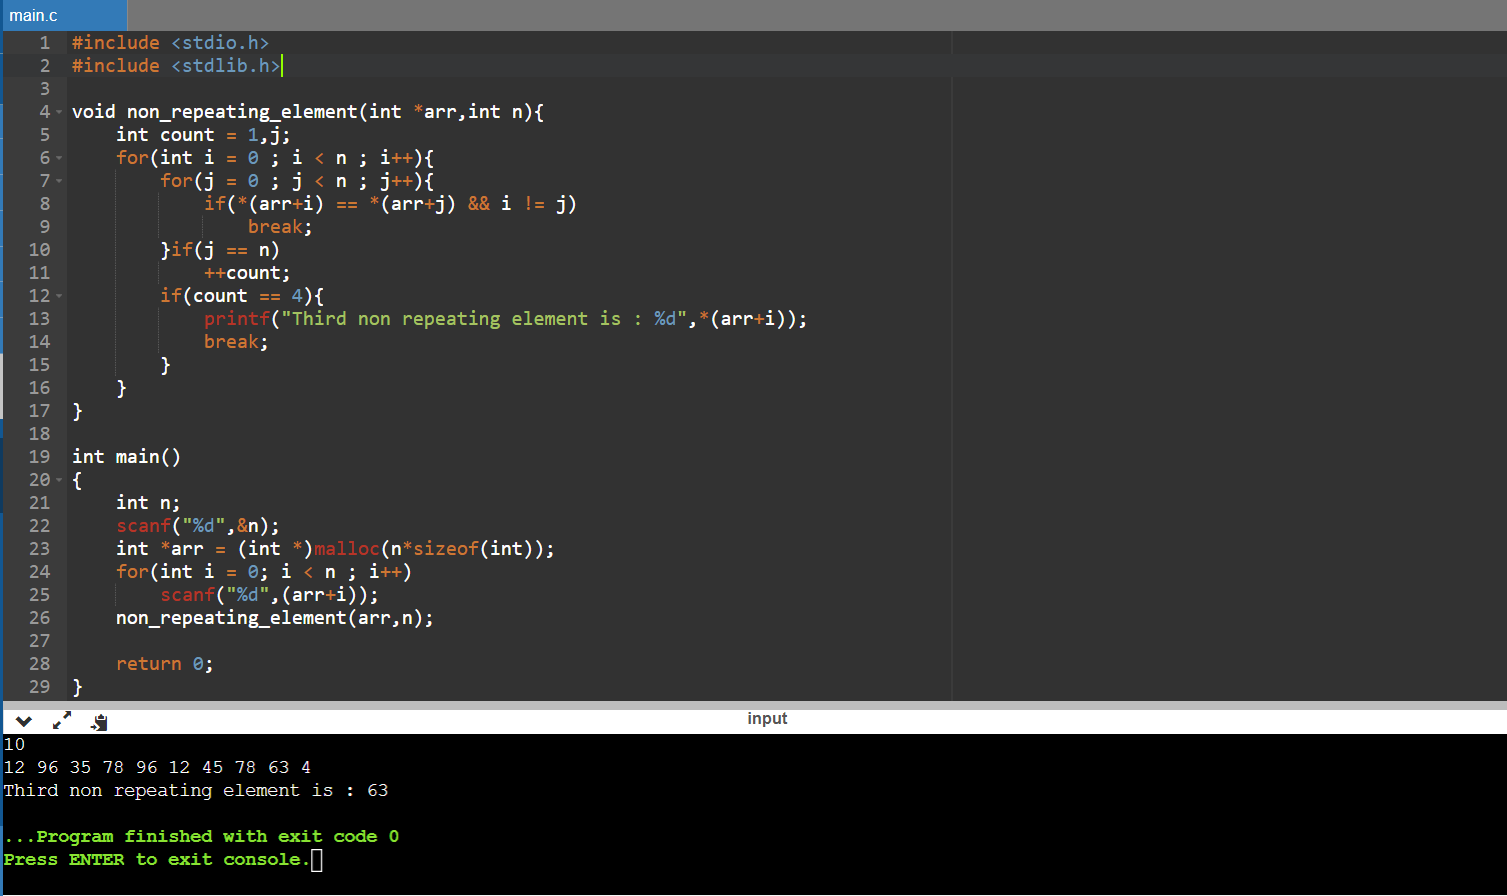 main.c
1 #include <stdio.h>
2 #include <stdlib.h>
3
4 void non_repeating_element(int *arr,int n){
5     int count = 1,j;
6     for(int i = 0 ; i < n ; i++){
7         for(j = 0 ; j < n ; j++){
8             if(*(arr+i) == *(arr+j) && i != j)
9                 break;
10         }if(j == n)
11             ++count;
12         if(count == 4){
13             printf("Third non repeating element is : %d",*(arr+i));
14             break;
15         }
16     }
17 }
18
19 int main()
20 {
21     int n;
22     scanf("%d",&n);
23     int *arr = (int *)malloc(n*sizeof(int));
24     for(int i = 0; i < n ; i++)
25         scanf("%d",(arr+i));
26     non_repeating_element(arr,n);
27
28     return 0;
29 }
input
10
12 96 35 78 96 12 45 78 63 4
Third non repeating element is : 63
...Program finished with exit code 0
Press ENTER to exit console.